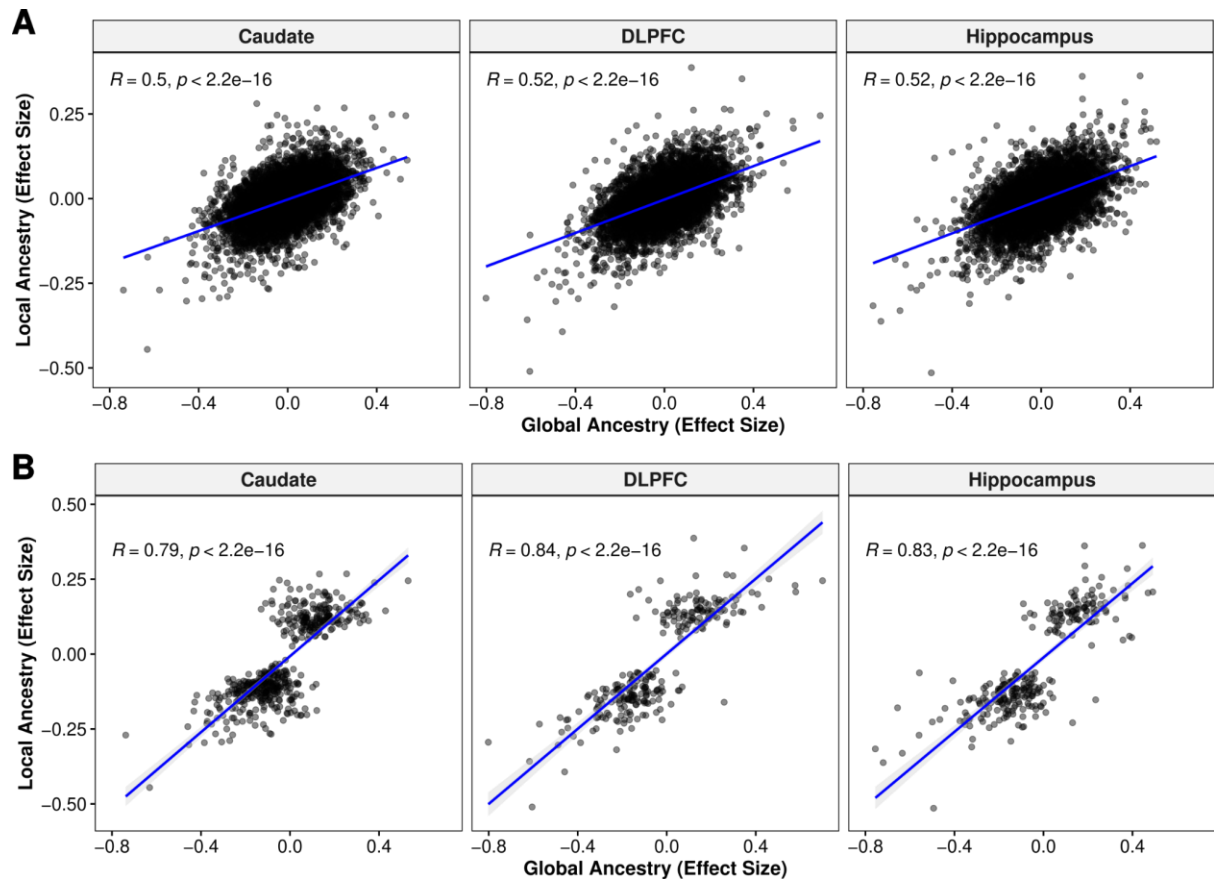 A
Caudate DLPFC Hippocampus
R = 0.5, p < 2.2e−16 R = 0.52, p < 2.2e−16 R = 0.52, p < 2.2e−16
Local Ancestry (Effect Size)
0.25
0.00
−0.25
−0.50
−0.8 −0.4 0.0 0.4 −0.8 −0.4 0.0 0.4 −0.8 −0.4 0.0 0.4
Global Ancestry (Effect Size)
B
Caudate DLPFC Hippocampus
R = 0.79, p < 2.2e−16 R = 0.84, p < 2.2e−16 R = 0.83, p < 2.2e−16
Local Ancestry (Effect Size)
0.50
0.25
0.00
−0.25
−0.50
−0.8 −0.4 0.0 0.4 −0.8 −0.4 0.0 0.4 −0.8 −0.4 0.0 0.4
Global Ancestry (Effect Size)